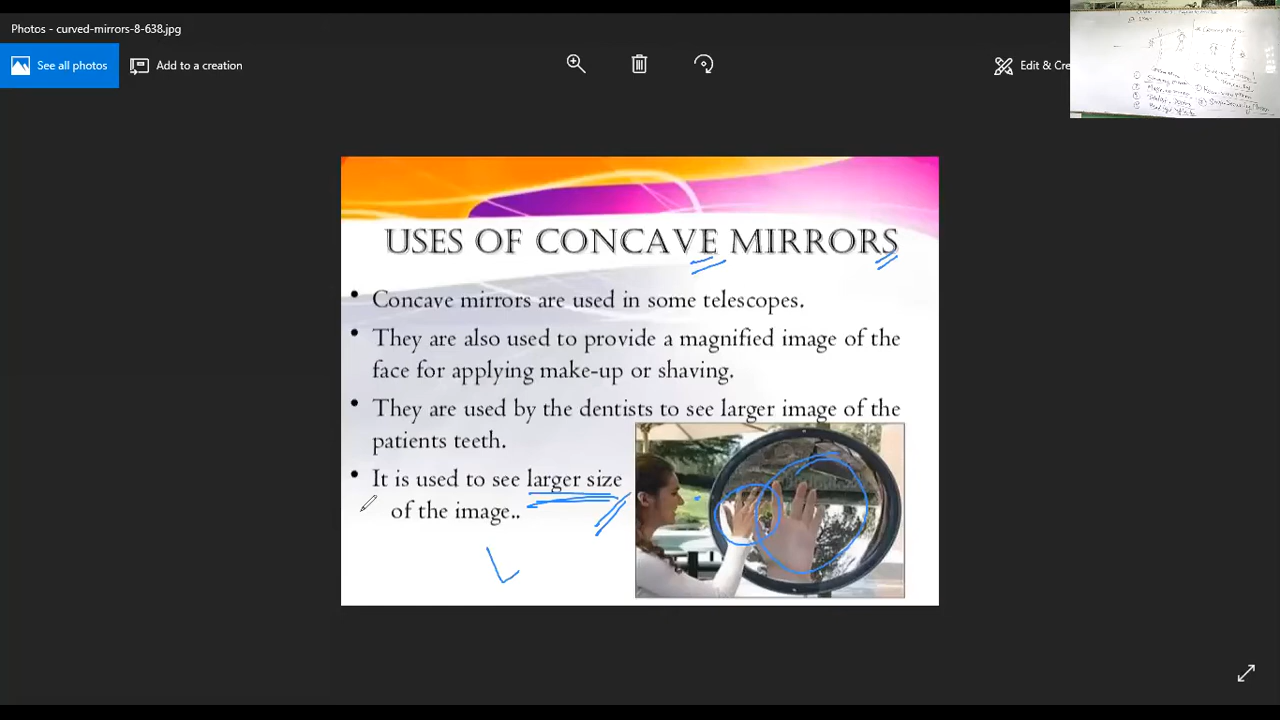 Photos - curved-mirrors-8-638.jpg
See all photos
Add to a creation
Edit & Cre
USES OF CONCAVE MIRRORS
• Concave mirrors are used in some telescopes.
• They are also used to provide a magnified image of the
face for applying make-up or shaving.
• They are used by the dentists to see larger image of the
patients teeth.
• It is used to see larger size
of the image..